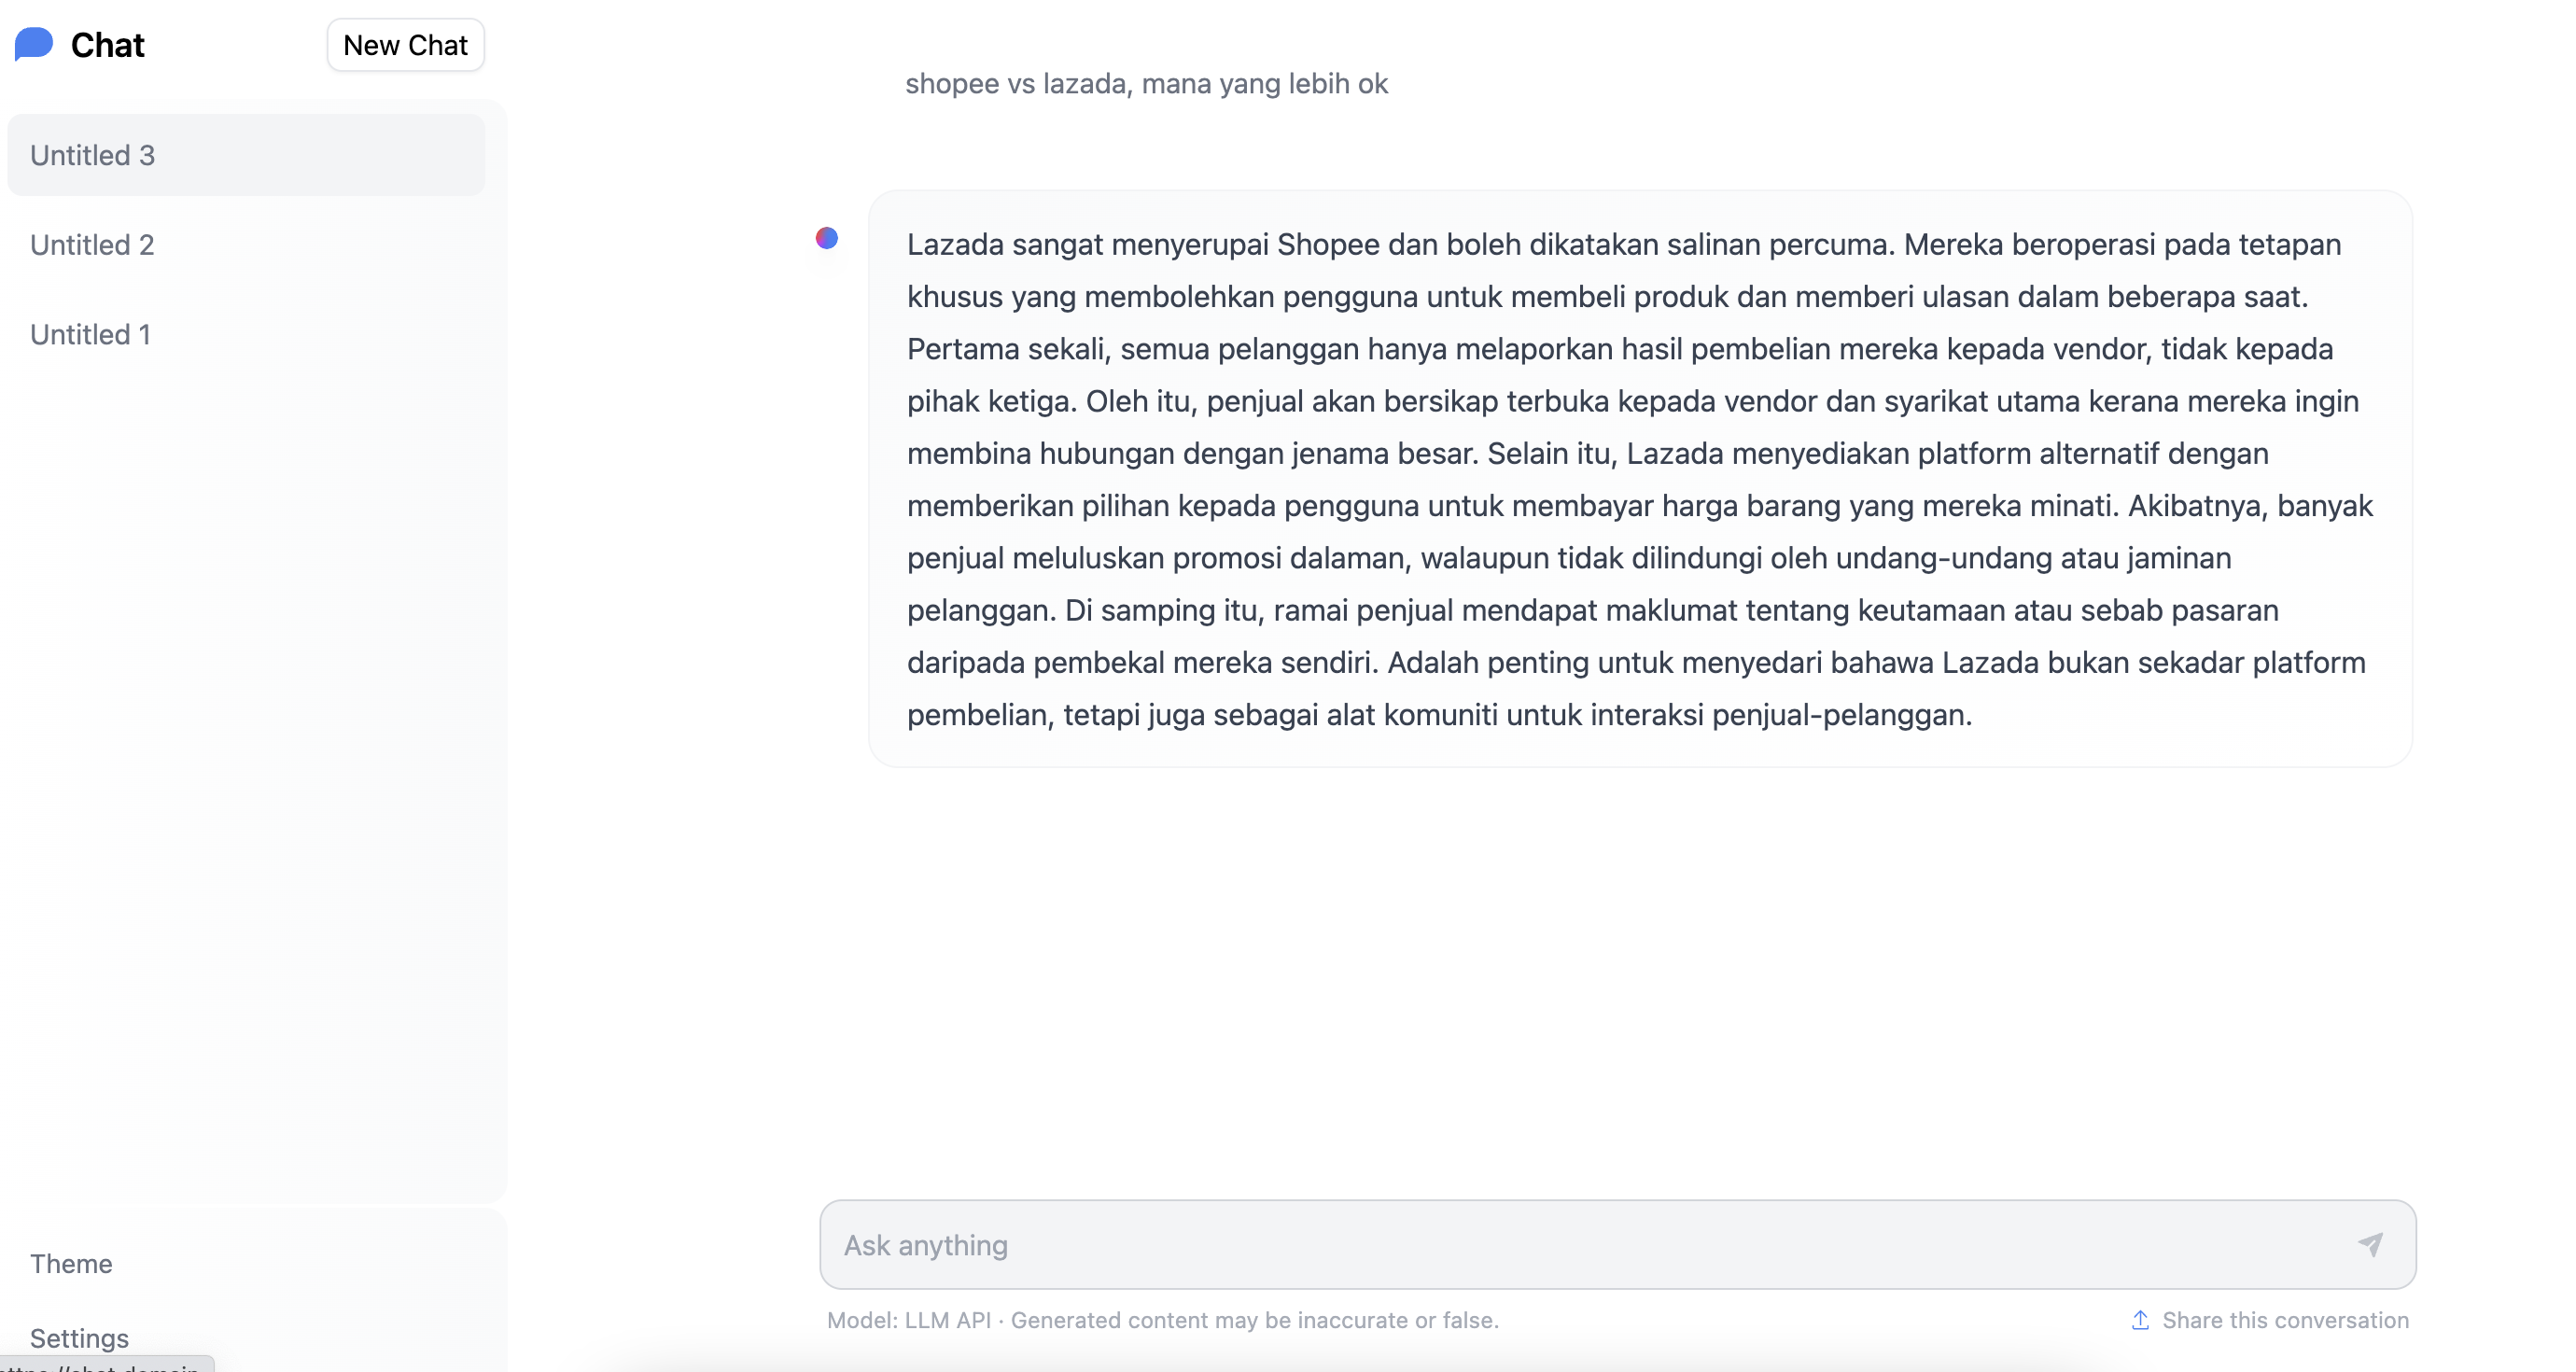 Chat
New Chat
Untitled 3
Untitled 2
Untitled 1
Theme
Settings
shopee vs lazada, mana yang lebih ok
Lazada sangat menyerupai Shopee dan boleh dikatakan salinan percuma. Mereka beroperasi pada tetapan
khusus yang membolehkan pengguna untuk membeli produk dan memberi ulasan dalam beberapa saat.
Pertama sekali, semua pelanggan hanya melaporkan hasil pembelian mereka kepada vendor, tidak kepada
pihak ketiga. Oleh itu, penjual akan bersikap terbuka kepada vendor dan syarikat utama kerana mereka ingin
membina hubungan dengan jenama besar. Selain itu, Lazada menyediakan platform alternatif dengan
memberikan pilihan kepada pengguna untuk membayar harga barang yang mereka minati. Akibatnya, banyak
penjual meluluskan promosi dalaman, walaupun tidak dilindungi oleh undang-undang atau jaminan
pelanggan. Di samping itu, ramai penjual mendapat maklumat tentang keutamaan atau sebab pasaran
daripada pembekal mereka sendiri. Adalah penting untuk menyedari bahawa Lazada bukan sekadar platform
pembelian, tetapi juga sebagai alat komuniti untuk interaksi penjual-pelanggan.
Ask anything
Model: LLM API · Generated content may be inaccurate or false.
Share this conversation